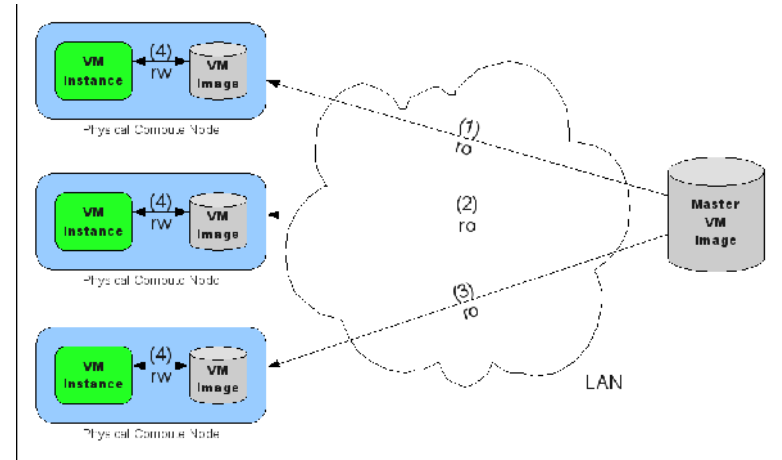 VM
Instance
(4)
rw
VM
Image
Physical Compute Node
(1)
ro
VM
Instance
(4)
rw
VM
Image
Physical Compute Node
(2)
ro
Master
VM
Image
VM
Instance
(4)
rw
VM
Image
Physical Compute Node
(3)
ro
LAN